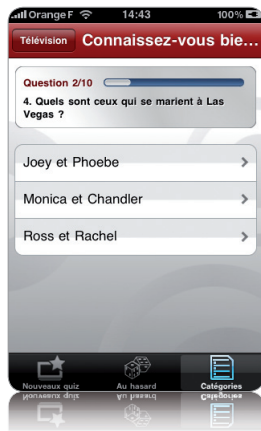 Orange F 14:43 100%
Télévision Connaissez-vous bie...
Question 2/10
4. Quels sont ceux qui se marient à Las
Vegas ?
Joey et Phoebe
Monica et Chandler
Ross et Rachel
Nouveaux quiz Au hasard Catégories